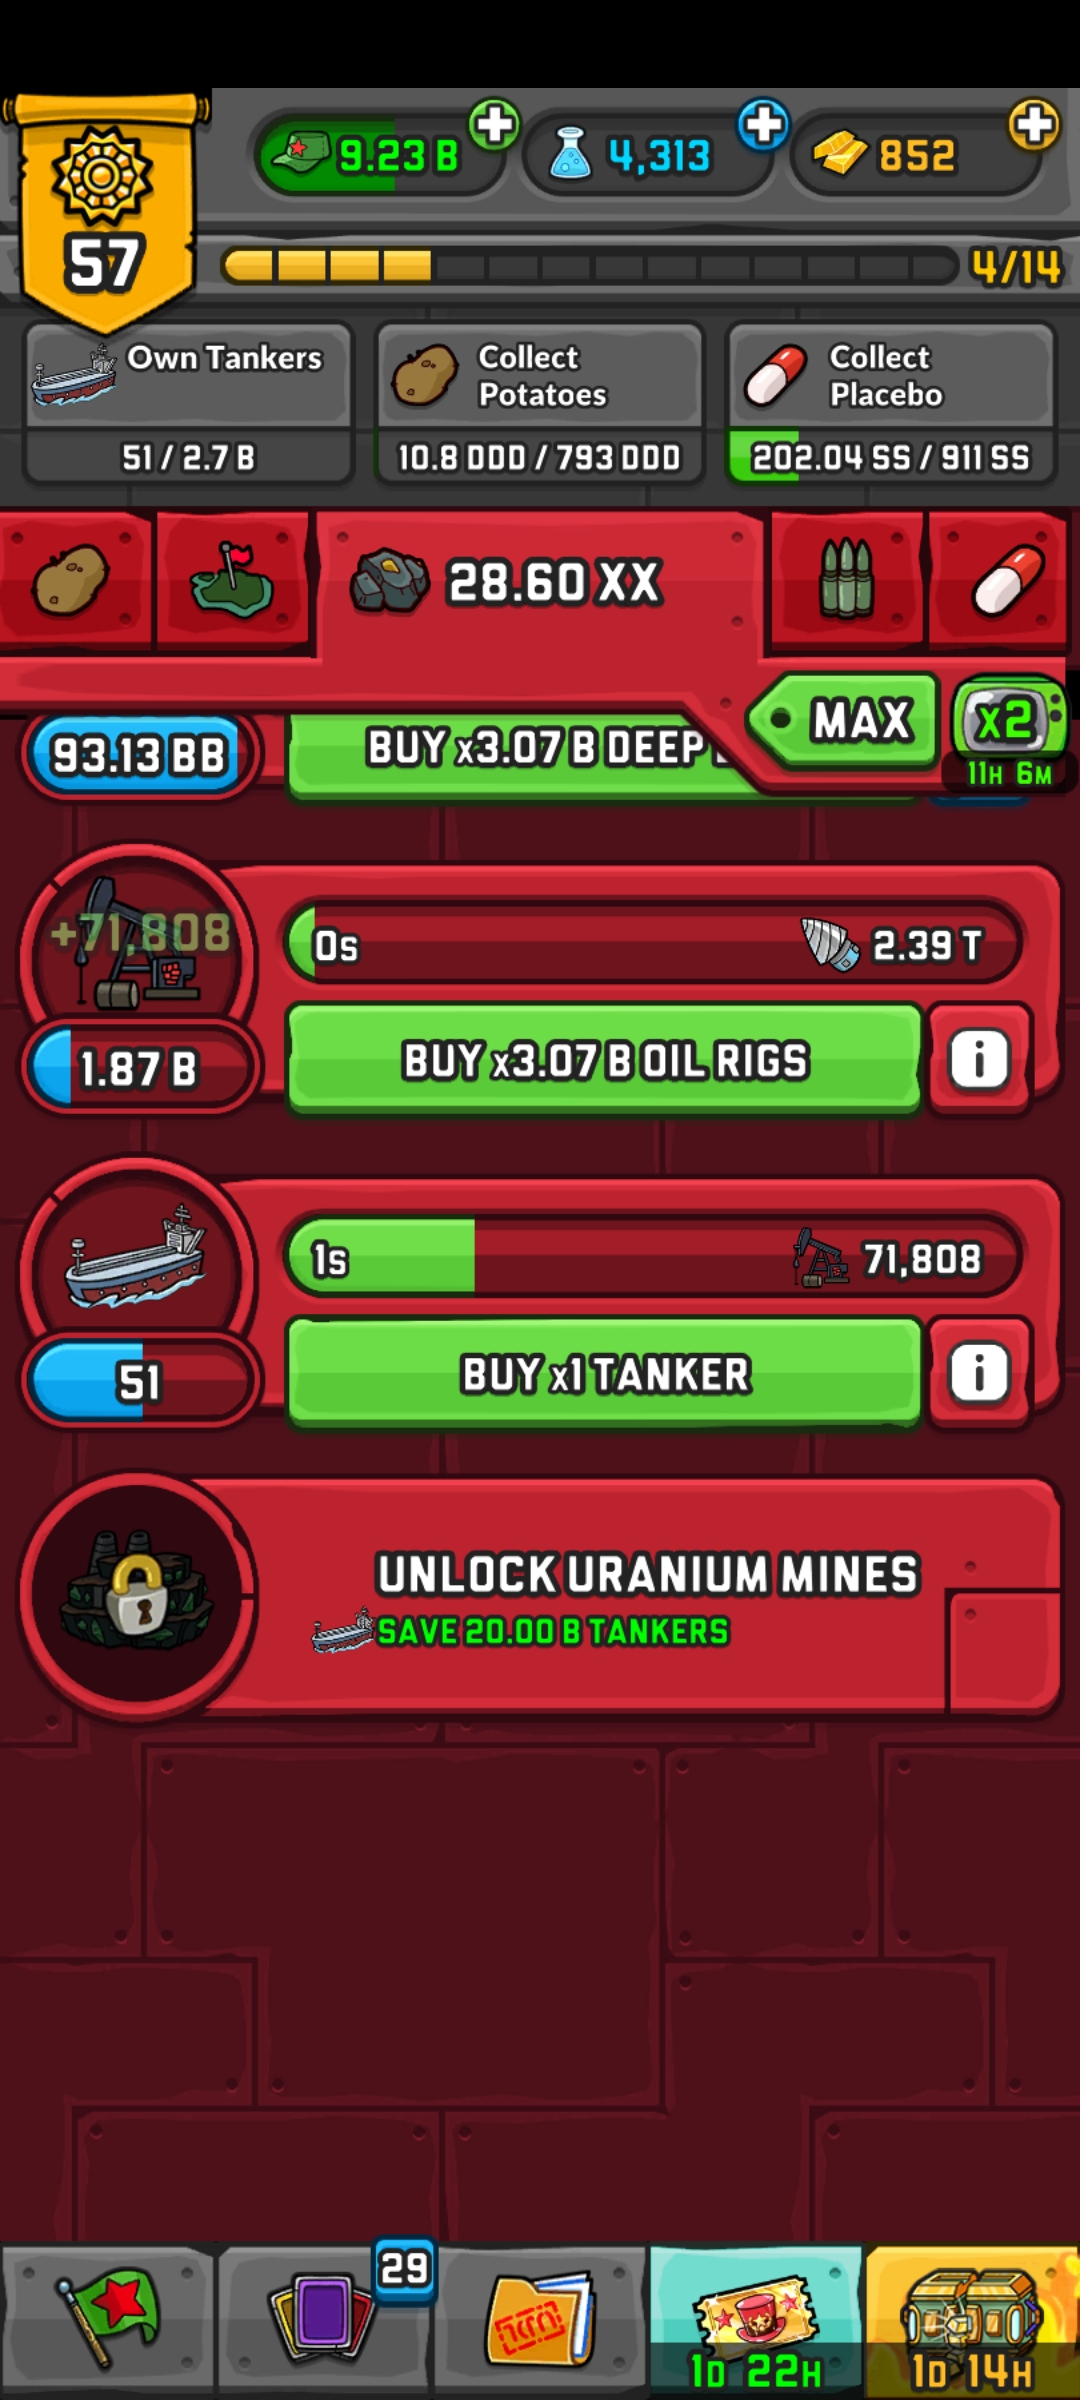 9.23 B
4,313
852
57
4/14
Own Tankers
51 / 2.7 B
Collect
Potatoes
10.8 DDD / 793 DDD
Collect
Placebo
202.04 SS / 911 SS
28.60 XX
MAX
x2
11H 6M
93.13 BB
BUY x3.07 B DEEP
+71,808
0s
2.39 T
1.87 B
BUY x3.07 B OIL RIGS
i
1s
71,808
51
BUY x1 TANKER
i
UNLOCK URANIUM MINES
SAVE 20.00 B TANKERS
29
1D 22H
1D 14H